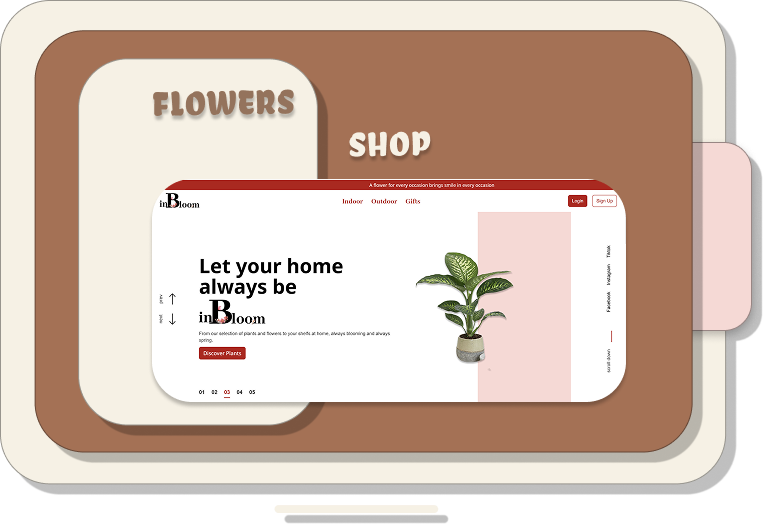 FLOWERS
SHOP
A flower for every occasion brings smile in every occasion
inBloom
Indoor Outdoor Gifts
Login Sign Up
Let your home
always be
inBloom
From our selection of plants and flowers to your shelfs at home, always blooming and always
spring.
Discover Plants
prev
next
01 02 03 04 05
Tiktok
Instagram
Facebook
scroll down